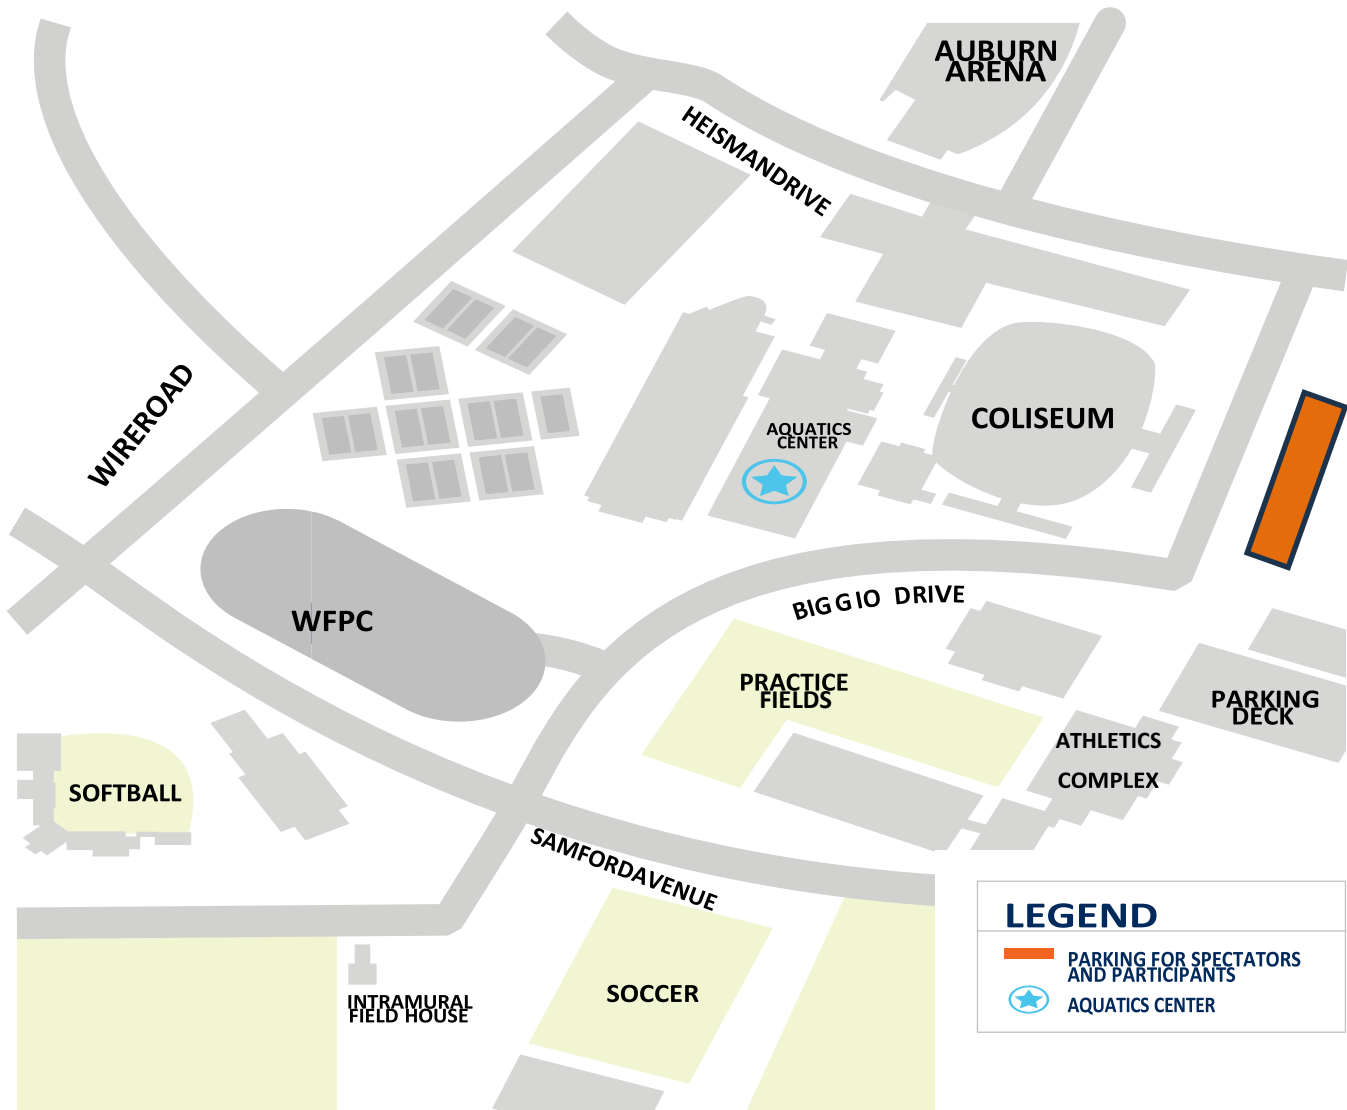 AUBURN
ARENA
HEISMANDRIVE
WIREROAD
COLISEUM
AQUATICS
CENTER
BIGGIO DRIVE
WFPC
PRACTICE
FIELDS
PARKING
DECK
ATHLETICS
COMPLEX
SOFTBALL
SAMFORDAVENUE
LEGEND
PARKING FOR SPECTATORS
AND PARTICIPANTS
AQUATICS CENTER
SOCCER
INTRAMURAL
FIELD HOUSE